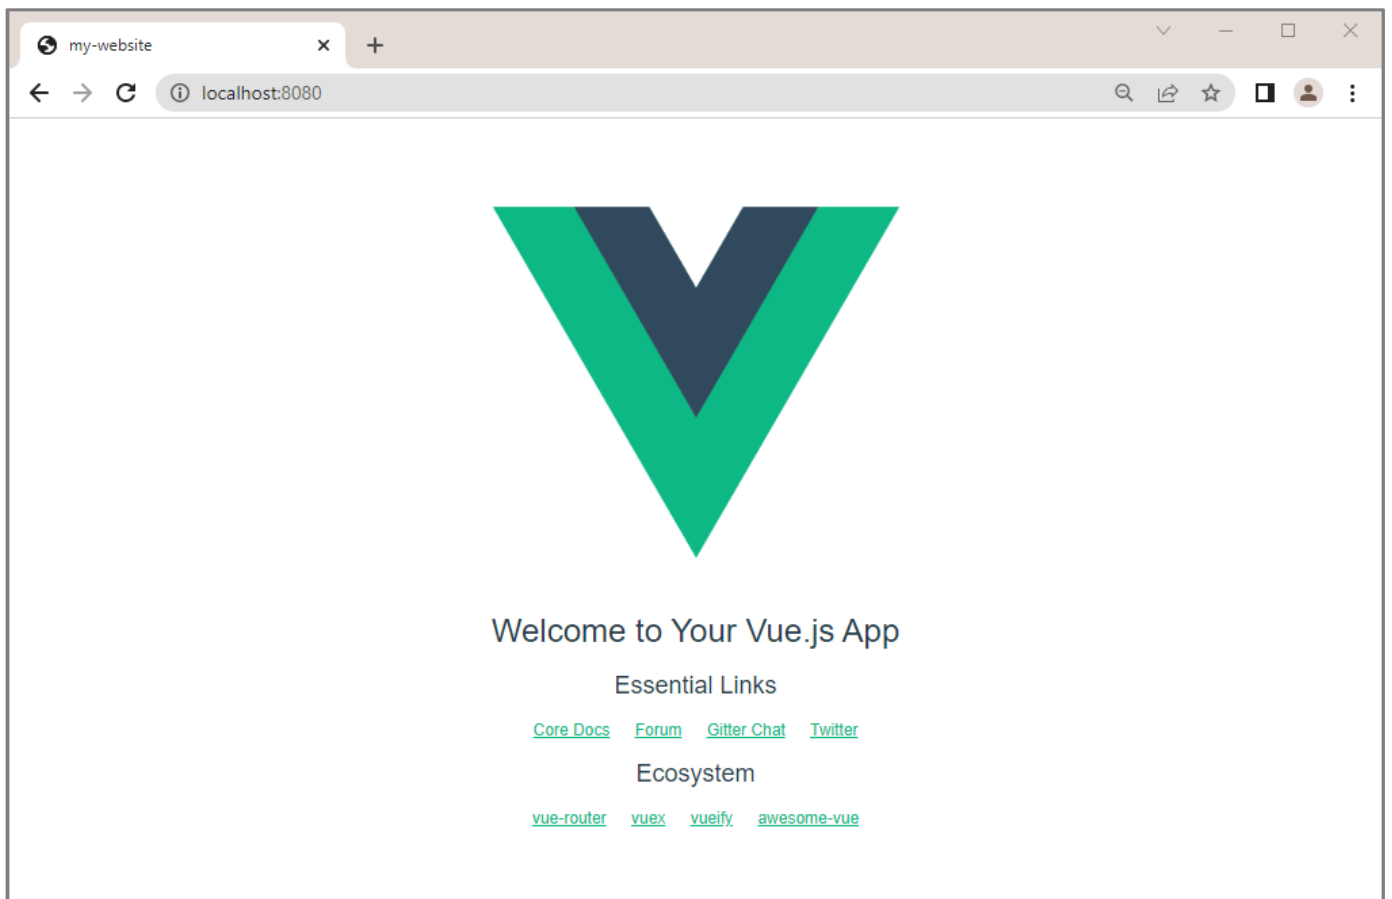 my-website
localhost:8080
Welcome to Your Vue.js App
Essential Links
Core Docs Forum Gitter Chat Twitter
Ecosystem
vue-router vuex vueify awesome-vue